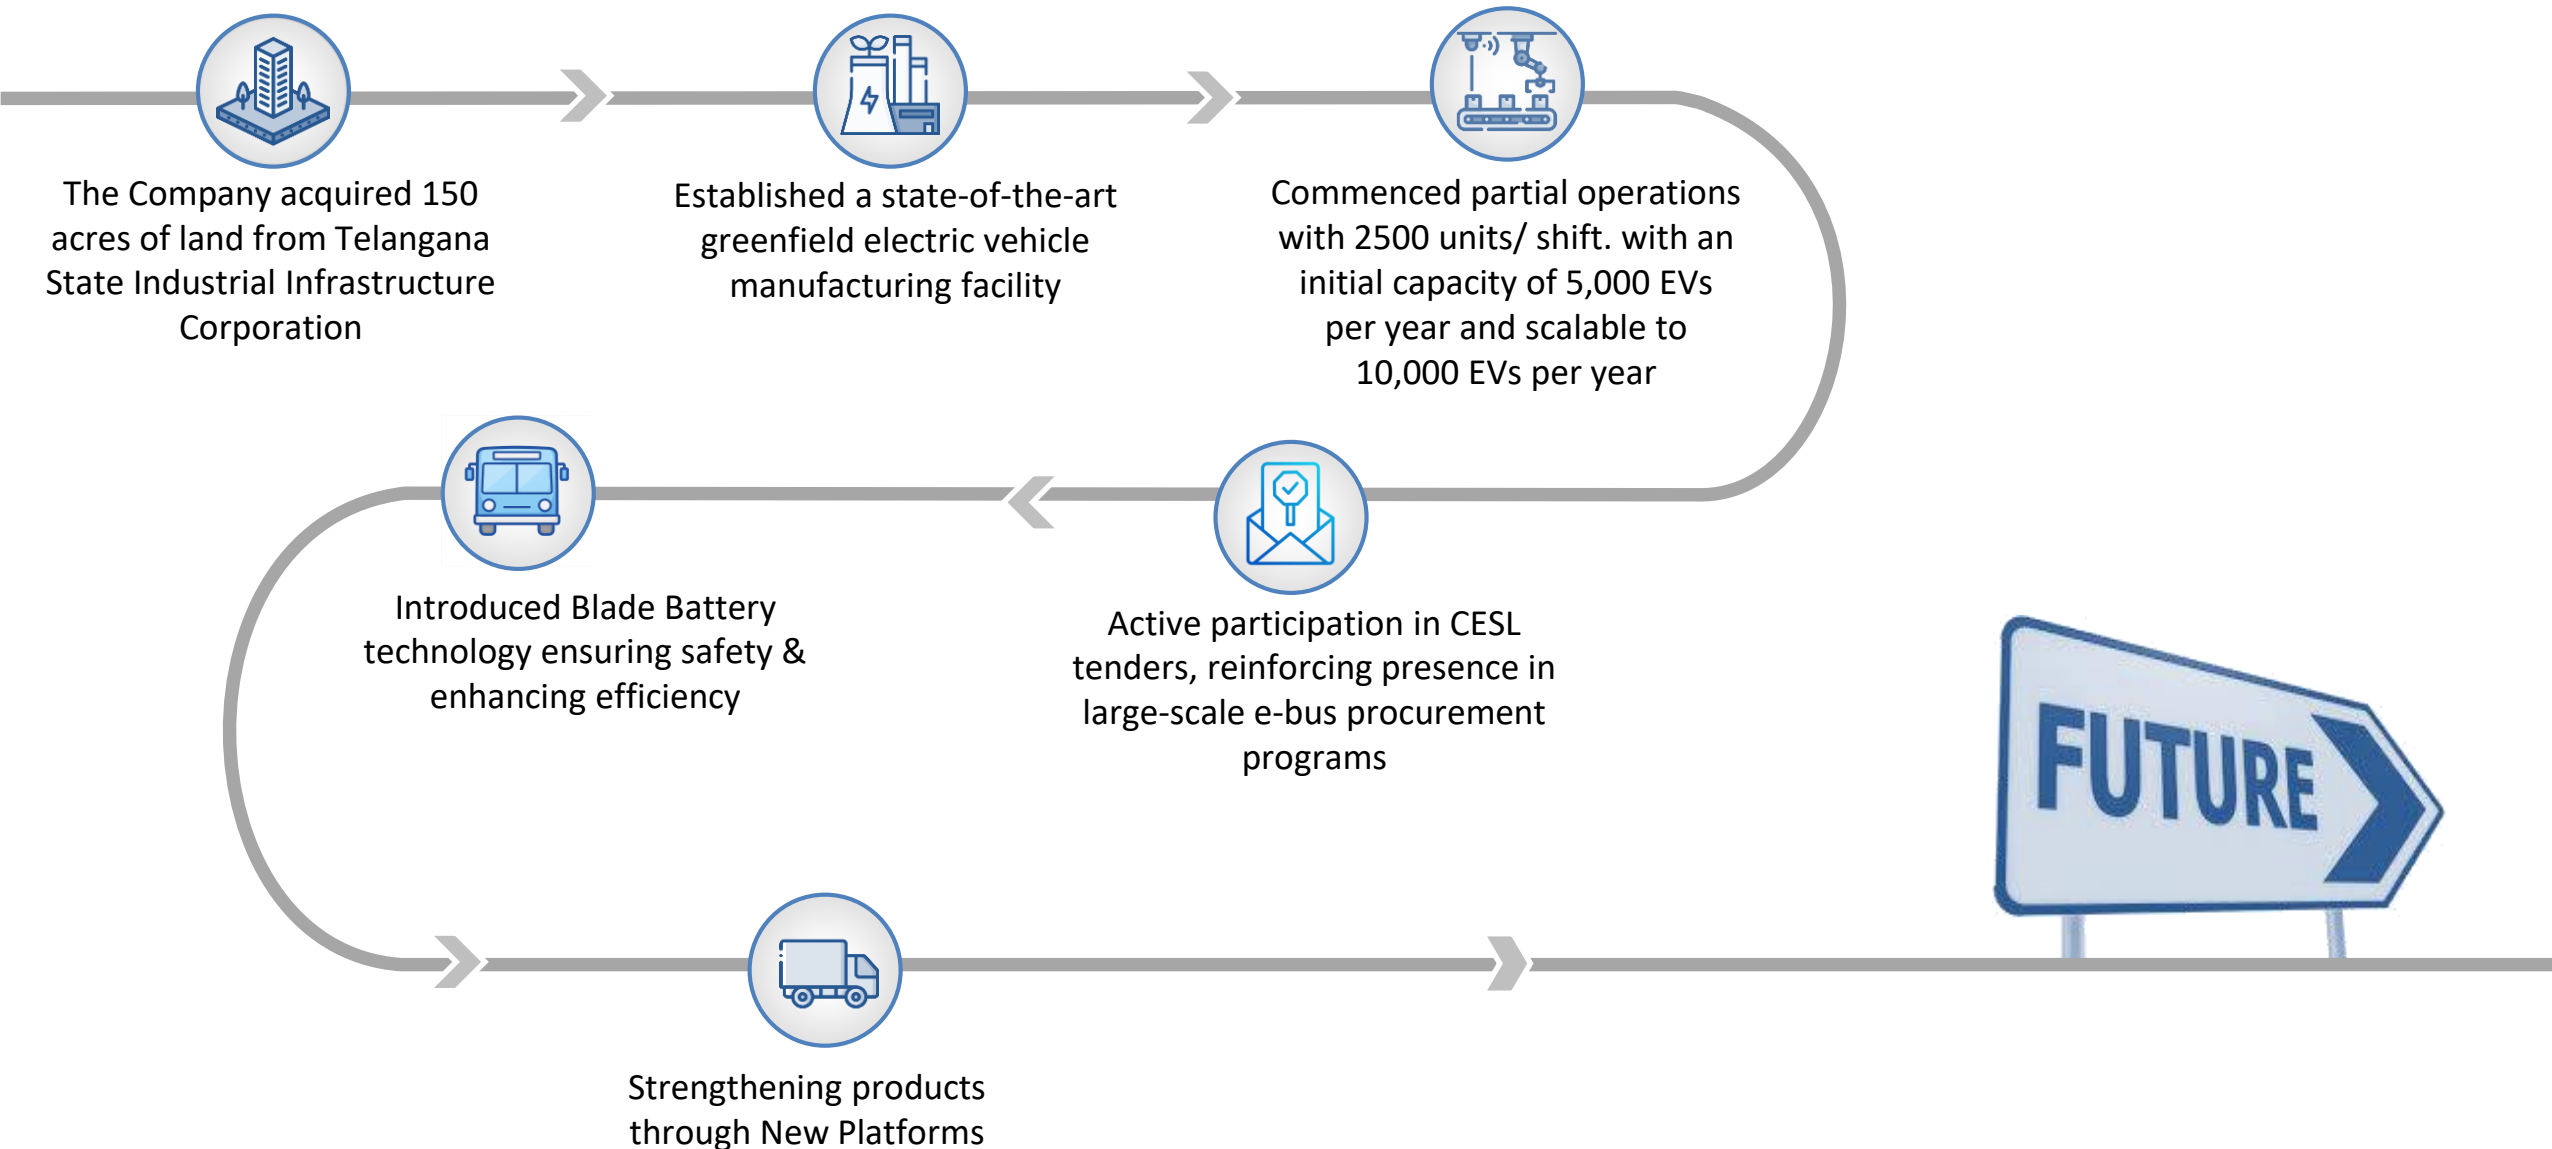 The Company acquired 150
acres of land from Telangana
State Industrial Infrastructure
Corporation
Established a state-of-the-art
greenfield electric vehicle
manufacturing facility
Commenced partial operations
with 2500 units/ shift. with an
initial capacity of 5,000 EVs
per year and scalable to
10,000 EVs per year
Active participation in CESL
tenders, reinforcing presence in
large-scale e-bus procurement
programs
Introduced Blade Battery
technology ensuring safety &
enhancing efficiency
Strengthening products
through New Platforms
FUTURE